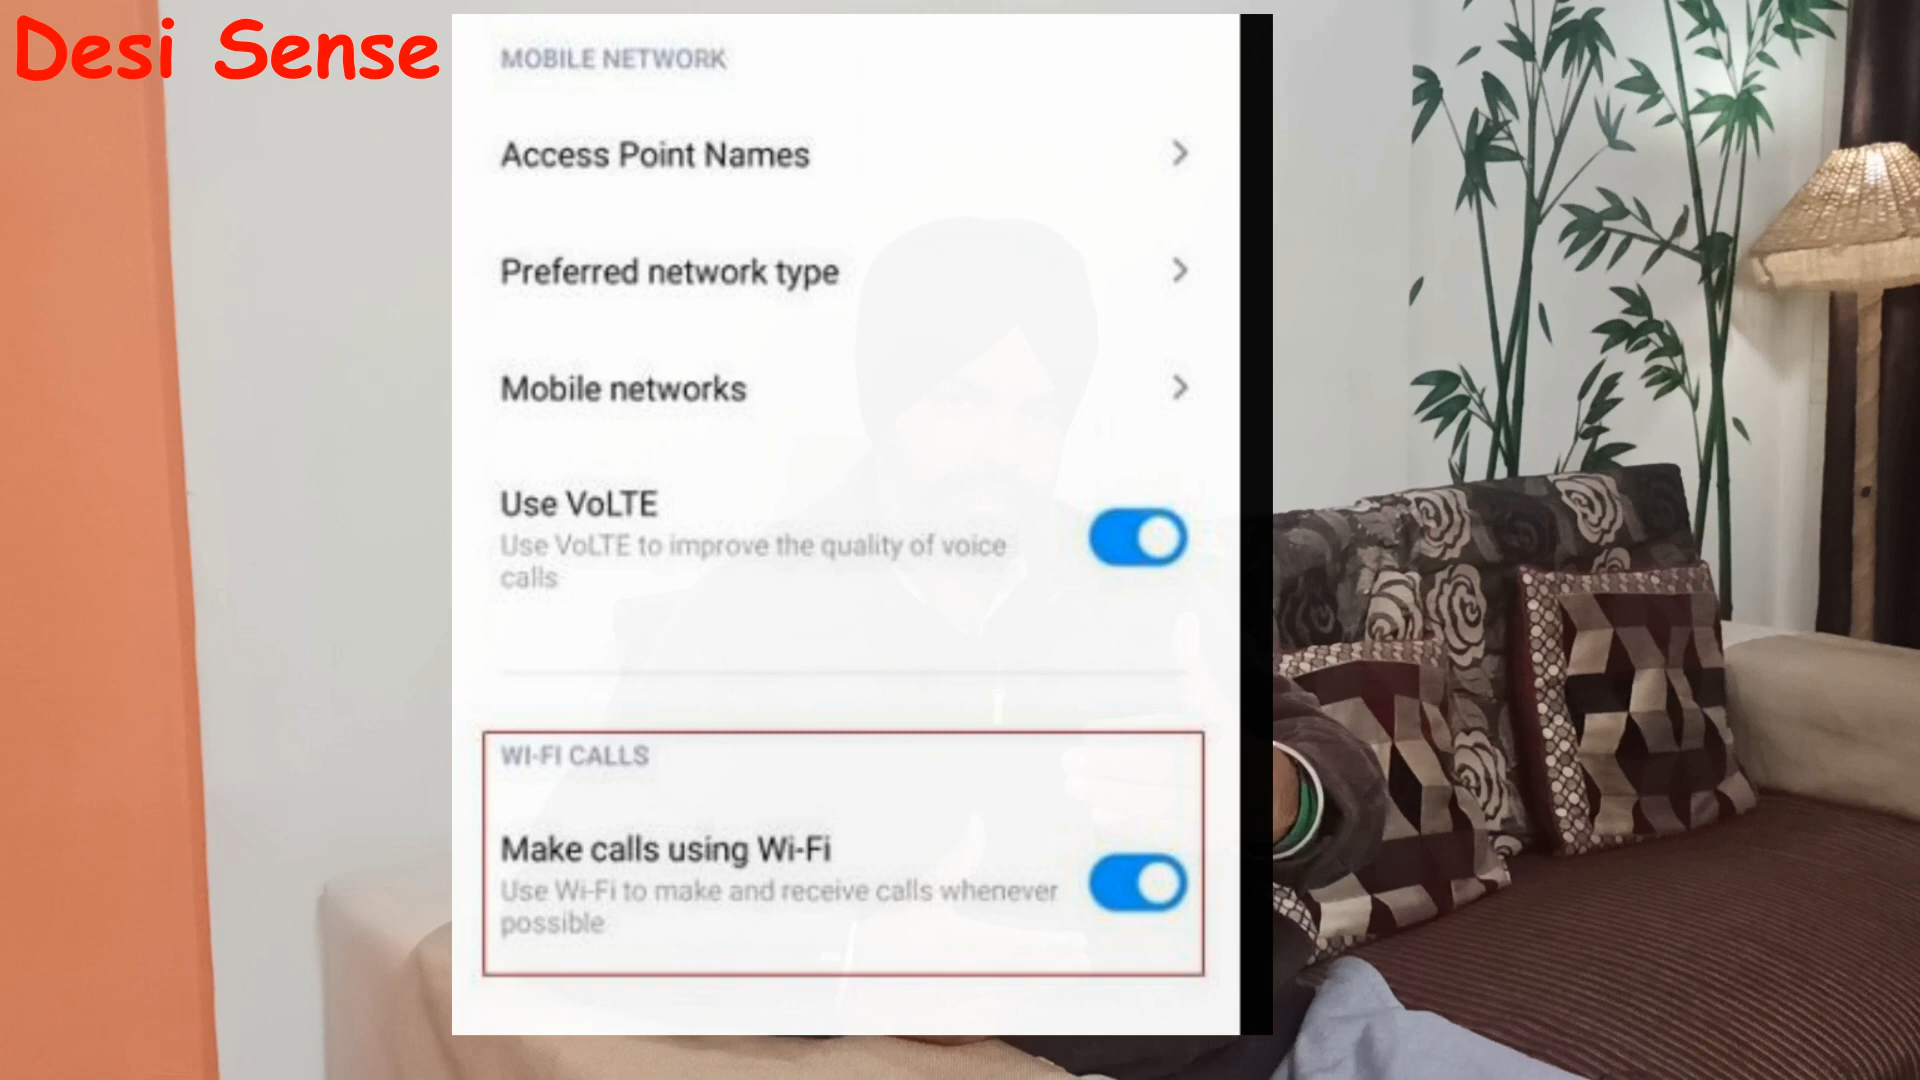 Desi Sense
MOBILE NETWORK
Access Point Names
Preferred network type
Mobile networks
Use VoLTE
Use VoLTE to improve the quality of voice
calls
WI-FI CALLS
Make calls using Wi-Fi
Use Wi-Fi to make and receive calls whenever
possible